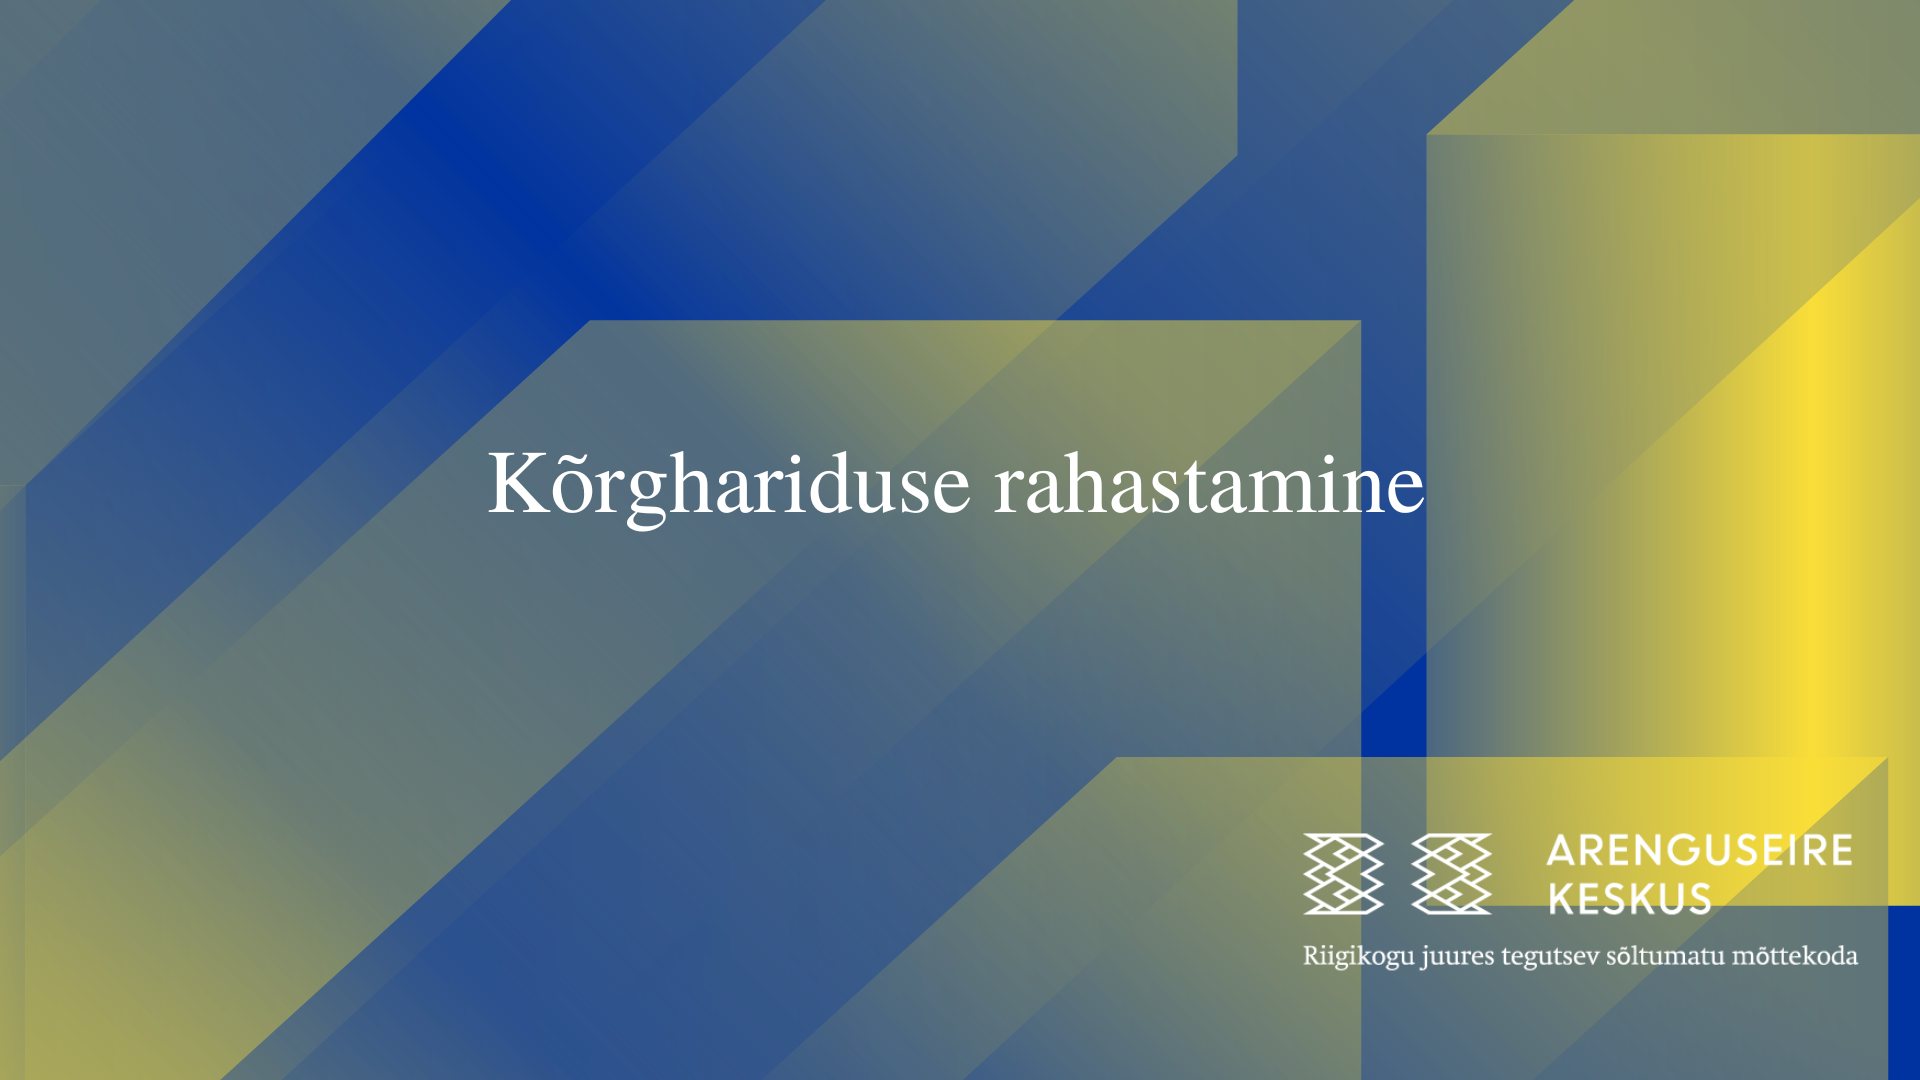 Kõrghariduse rahastamine
ARENGUSEIRE
KESKUS
Riigikogu juures tegutsev sõltumatu mõttekoda